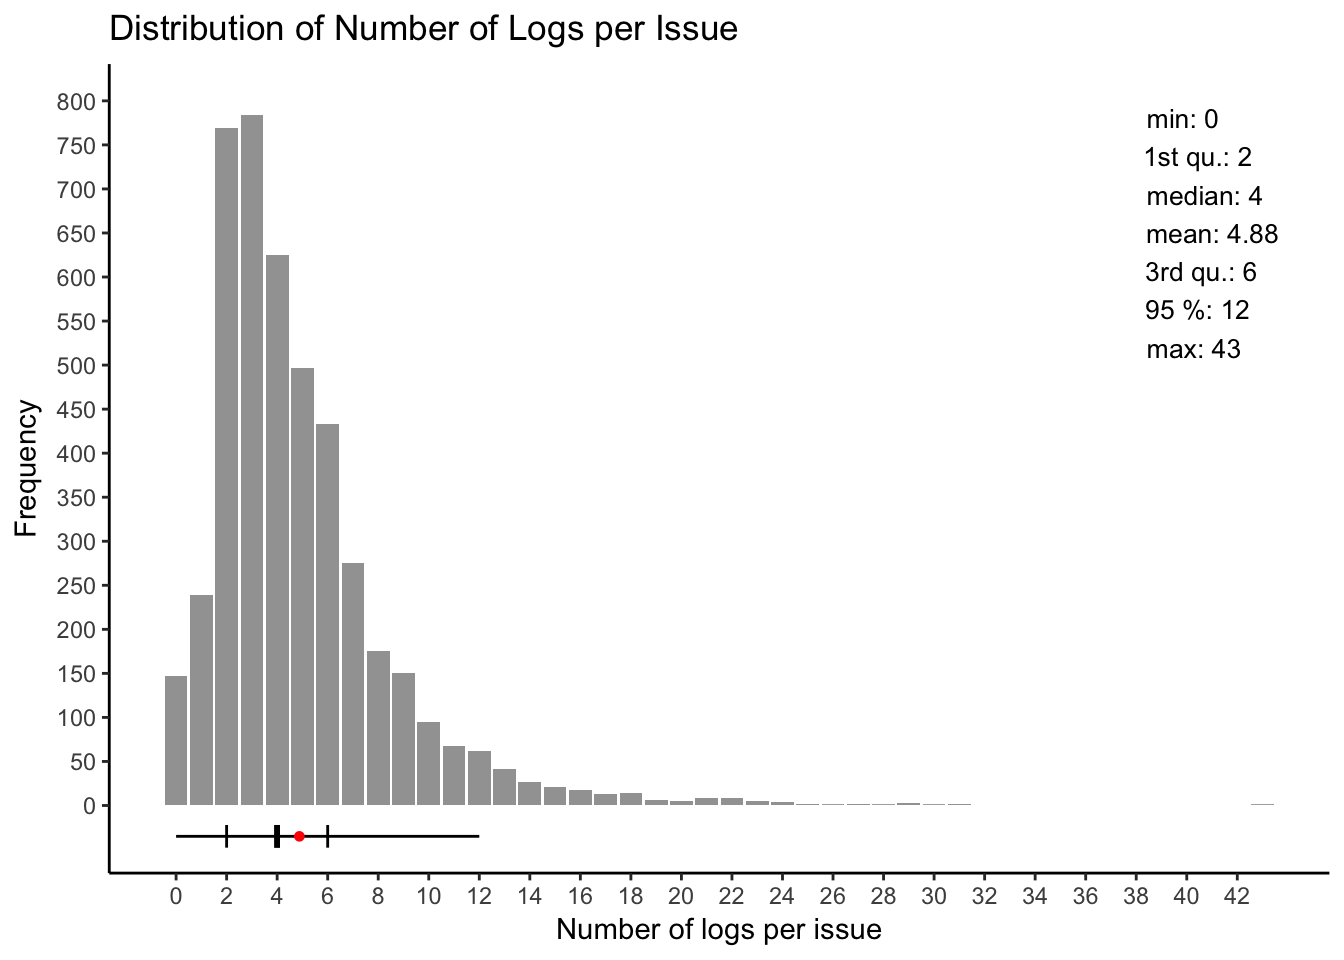 Distribution of Number of Logs per Issue
min: 0
1st qu.: 2
median: 4
mean: 4.88
3rd qu.: 6
95 %: 12
max: 43
Frequency
800
750
700
650
600
550
500
450
400
350
300
250
200
150
100
50
0
0 2 4 6 8 10 12 14 16 18 20 22 24 26 28 30 32 34 36 38 40 42
Number of logs per issue